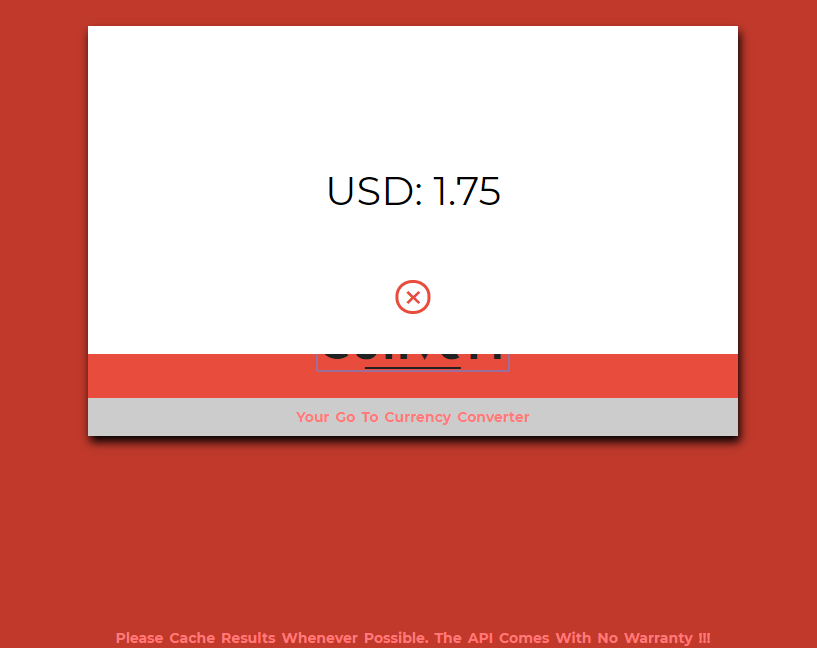 USD: 1.75
Convert
Your Go To Currency Converter
Please Cache Results Whenever Possible. The API Comes With No Warranty !!!